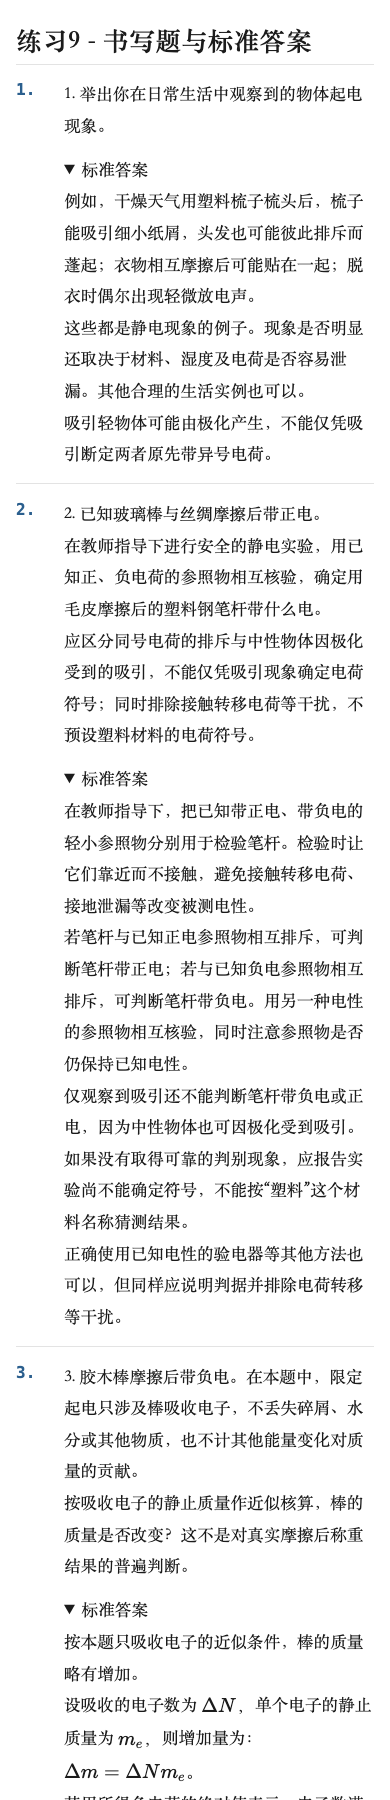 练习9 - 书写题与标准答案
1.
1. 举出你在日常生活中观察到的物体起电
现象。
▼ 标准答案
例如，干燥天气用塑料梳子梳头后，梳子
能吸引细小纸屑，头发也可能彼此排斥而
蓬起；衣物相互摩擦后可能贴在一起；脱
衣时偶尔出现轻微放电声。
这些都是静电现象的例子。现象是否明显
还取决于材料、湿度及电荷是否容易泄
漏。其他合理的生活实例也可以。
吸引轻物体可能由极化产生，不能仅凭吸
引断定两者原先带异号电荷。
2.
2. 已知玻璃棒与丝绸摩擦后带正电。
在教师指导下进行安全的静电实验，用已
知正、负电荷的参照物相互核验，确定用
毛皮摩擦后的塑料钢笔杆带什么电。
应区分同号电荷的排斥与中性物体因极化
受到的吸引，不能仅凭吸引现象确定电荷
符号；同时排除接触转移电荷等干扰，不
预设塑料材料的电荷符号。
▼ 标准答案
在教师指导下，把已知带正电、带负电的
轻小参照物分别用于检验笔杆。检验时让
它们靠近而不接触，避免接触转移电荷、
接地泄漏等改变被测电性。
若笔杆与已知正电参照物相互排斥，可判
断笔杆带正电；若与已知负电参照物相互
排斥，可判断笔杆带负电。用另一种电性
的参照物相互核验，同时注意参照物是否
仍保持已知电性。
仅观察到吸引还不能判断笔杆带负电或正
电，因为中性物体也可因极化受到吸引。
如果没有取得可靠的判别现象，应报告实
验尚不能确定符号，不能按“塑料”这个材
料名称猜测结果。
正确使用已知电性的验电器等其他方法也
可以，但同样应说明判据并排除电荷转移
等干扰。
3.
3. 胶木棒摩擦后带负电。在本题中，限定
起电只涉及棒吸收电子，不丢失碎屑、水
分或其他物质，也不计其他能量变化对质
量的贡献。
按吸收电子的静止质量作近似核算，棒的
质量是否改变？这不是对真实摩擦后称重
结果的普遍判断。
▼ 标准答案
按本题只吸收电子的近似条件，棒的质量
略有增加。
设吸收的电子数为 ΔN，单个电子的静止
质量为 mₑ，则增加量为：
Δm = ΔNmₑ。